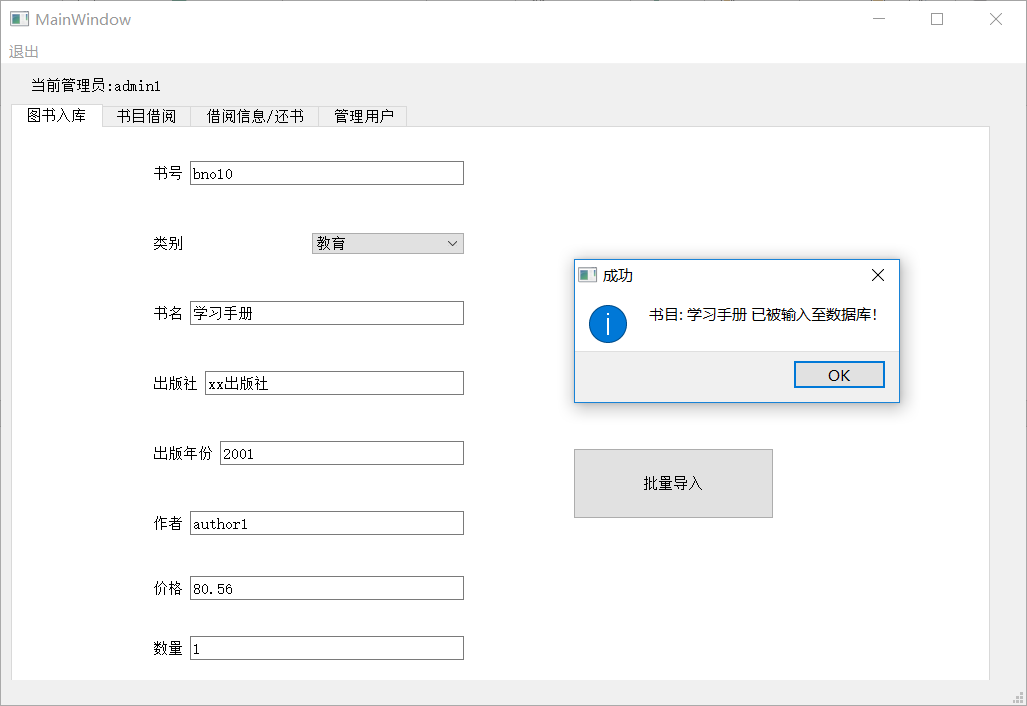 MainWindow
退出
当前管理员:admin1
图书入库 书目借阅 借阅信息/还书 管理用户
书号 bno10
类别 教育
书名 学习手册
出版社 xx出版社
出版年份 2001
作者 author1
价格 80.56
数量 1
成功
书目: 学习手册 已被输入至数据库!
OK
批量导入